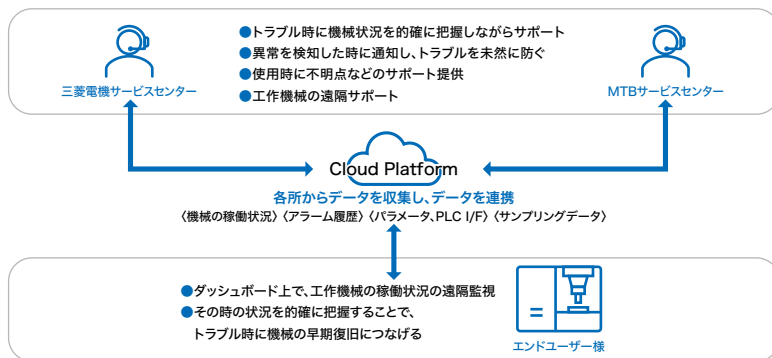 ●トラブル時に機械状況を的確に把握しながらサポート
●異常を検知した時に通知し、トラブルを未然に防ぐ
●使用時に不明点などのサポート提供
●工作機械の遠隔サポート
三菱電機サービスセンター
MTBサービスセンター
Cloud Platform
各所からデータを収集し、データを連携
〈機械の稼働状況〉〈アラーム履歴〉〈パラメータ、PLC I/F〉〈サンプリングデータ〉
●ダッシュボード上で、工作機械の稼働状況の遠隔監視
●その時の状況を的確に把握することで、
トラブル時に機械の早期復旧につなげる
エンドユーザー様